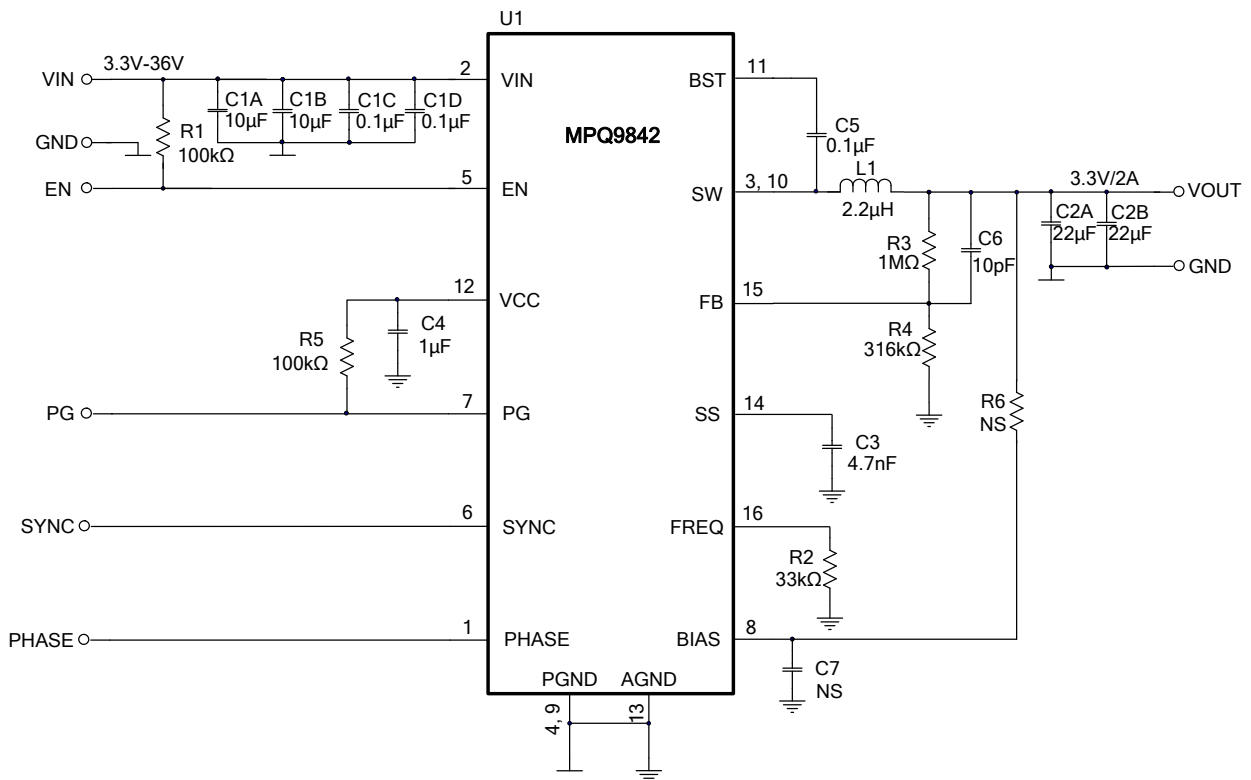 U1
MPQ9842
VIN
3.3V-36V
2
VIN
C1A
10µF
C1B
10µF
C1C
0.1µF
C1D
0.1µF
GND
R1
100kΩ
EN
5
EN
12
VCC
C4
1µF
R5
100kΩ
PG
7
PG
SYNC
6
SYNC
PHASE
1
PHASE
PGND
AGND
4, 9
13
11
BST
C5
0.1µF
3, 10
SW
L1
2.2µH
3.3V/2A
VOUT
C2A
22µF
C2B
22µF
GND
R3
1MΩ
C6
10pF
15
FB
R4
316kΩ
R6
NS
14
SS
C3
4.7nF
16
FREQ
R2
33kΩ
8
BIAS
C7
NS